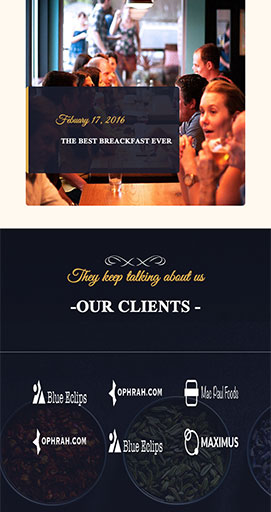 Febuary 17, 2016
THE BEST BREACKFAST EVER
They keep talking about us
-OUR CLIENTS -
Blue Eclips
OPHRAH.COM
Mac Paul Foods
OPHRAH.COM
Blue Eclips
MAXIMUS